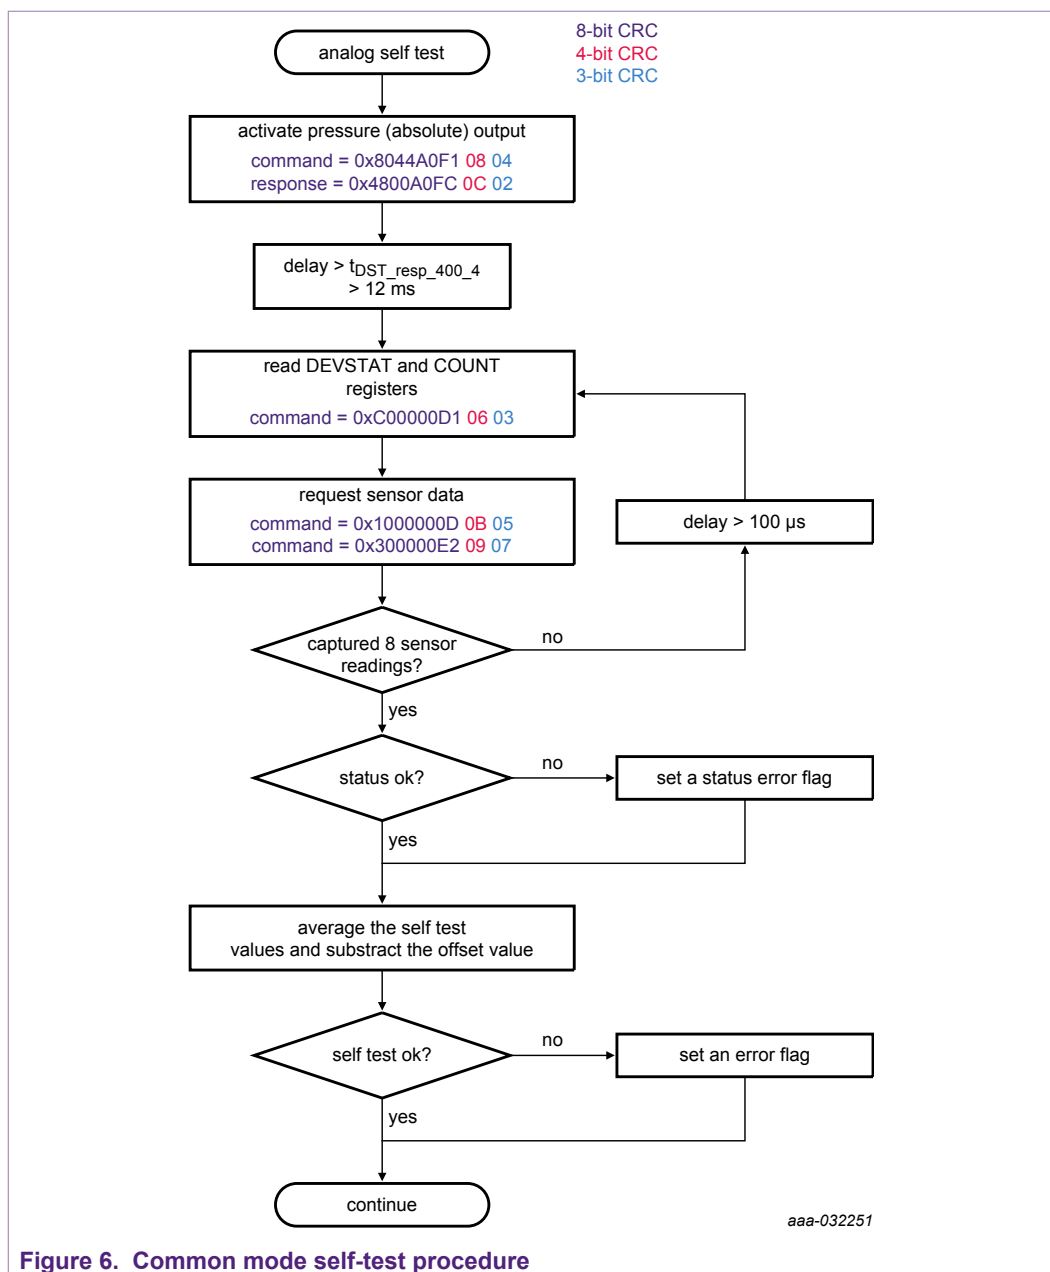 8-bit CRC
4-bit CRC
3-bit CRC
analog self test
activate pressure (absolute) output
command = 0x8044A0F1 08 04
response = 0x4800A0FC 0C 02
delay > tDST_resp_400_4
> 12 ms
read DEVSTAT and COUNT
registers
command = 0xC00000D1 06 03
request sensor data
command = 0x1000000D 0B 05
command = 0x300000E2 09 07
delay > 100 μs
captured 8 sensor
readings?
no
yes
status ok?
no
set a status error flag
yes
average the self test
values and substract the offset value
self test ok?
no
set an error flag
yes
continue
aaa-032251
Figure 6. Common mode self-test procedure